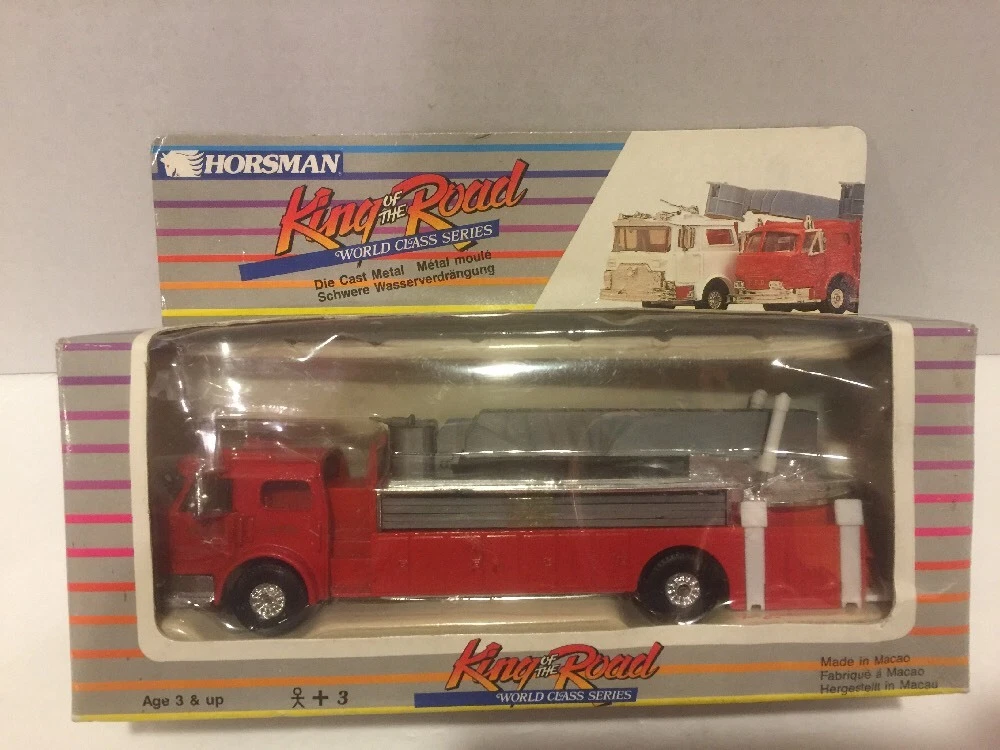 HORSMAN
King OF THE Road
WORLD CLASS SERIES
Die Cast Metal Métal moulé
Schwere Wasserverdrängung
King OF THE Road
WORLD CLASS SERIES
Age 3 & up
+ 3
Made in Macao
Fabriqué à Macao
Hergestellt in Macau